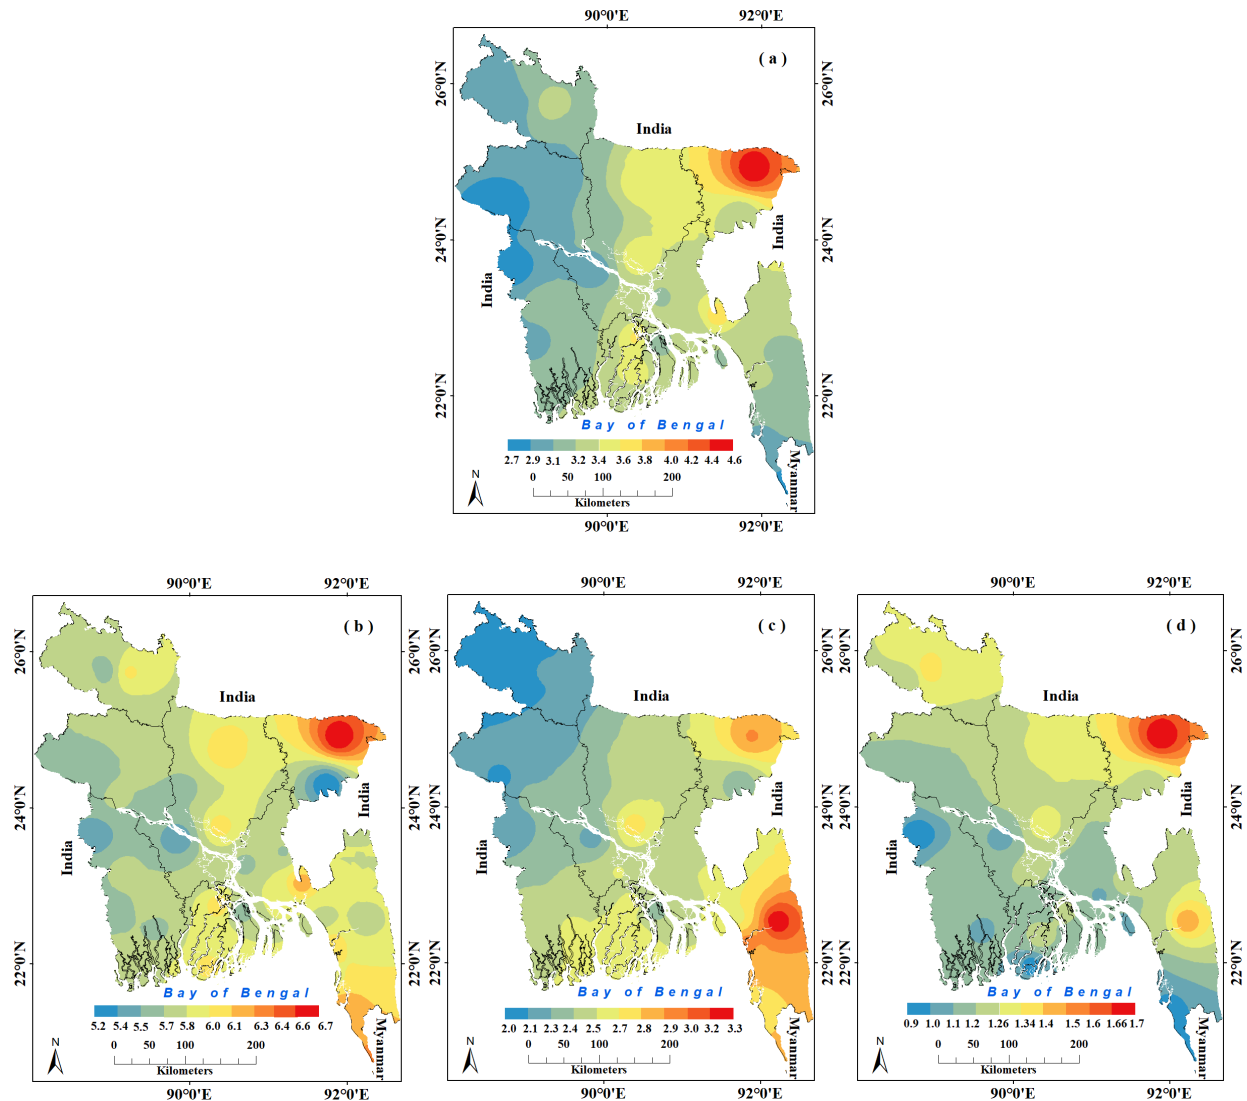 90°0'E 92°0'E
( a )
26°0'N 26°0'N
India
24°0'N 24°0'N
India
India
22°0'N 22°0'N
Bay of Bengal
2.7 2.9 3.1 3.2 3.4 3.6 3.8 4.0 4.2 4.4 4.6
0 50 100 200
Kilometers
N
Myanmar
90°0'E 92°0'E
90°0'E 92°0'E
( b )
26°0'N
India
24°0'N
India
India
22°0'N
Bay of Bengal
5.2 5.4 5.5 5.7 5.8 6.0 6.1 6.3 6.4 6.6 6.7
0 50 100 200
Kilometers
N
Myanmar
90°0'E 92°0'E
90°0'E 92°0'E
( c )
26°0'N
India
24°0'N
India
India
22°0'N
Bay of Bengal
2.0 2.1 2.3 2.4 2.5 2.7 2.8 2.9 3.0 3.2 3.3
0 50 100 200
Kilometers
N
Myanmar
90°0'E 92°0'E
90°0'E 92°0'E
( d )
26°0'N 26°0'N
India
24°0'N 24°0'N
India
India
22°0'N 22°0'N
Bay of Bengal
0.9 1.0 1.1 1.2 1.26 1.34 1.4 1.5 1.6 1.66 1.7
0 50 100 200
Kilometers
N
Myanmar
90°0'E 92°0'E